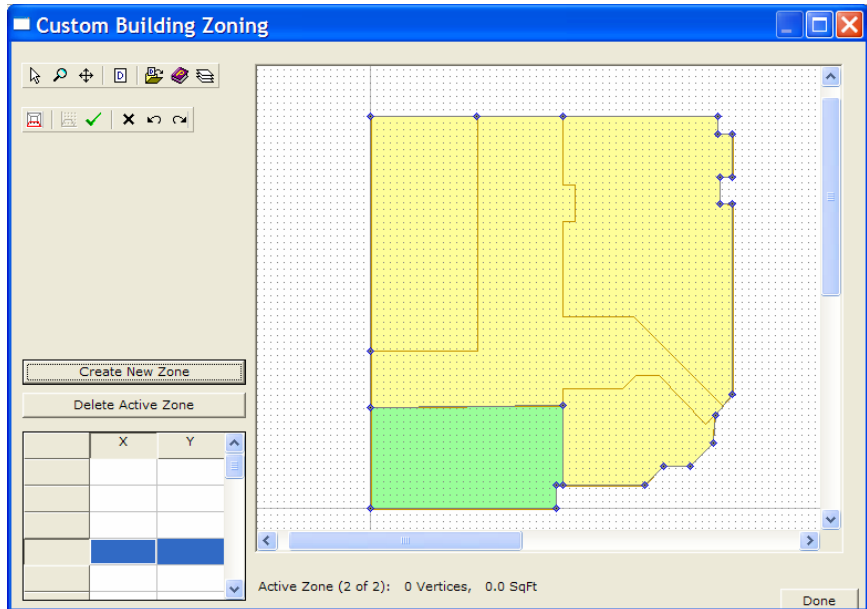 Custom Building Zoning
D
D
Create New Zone
Delete Active Zone
X Y
Active Zone (2 of 2): 0 Vertices, 0.0 SqFt
Done